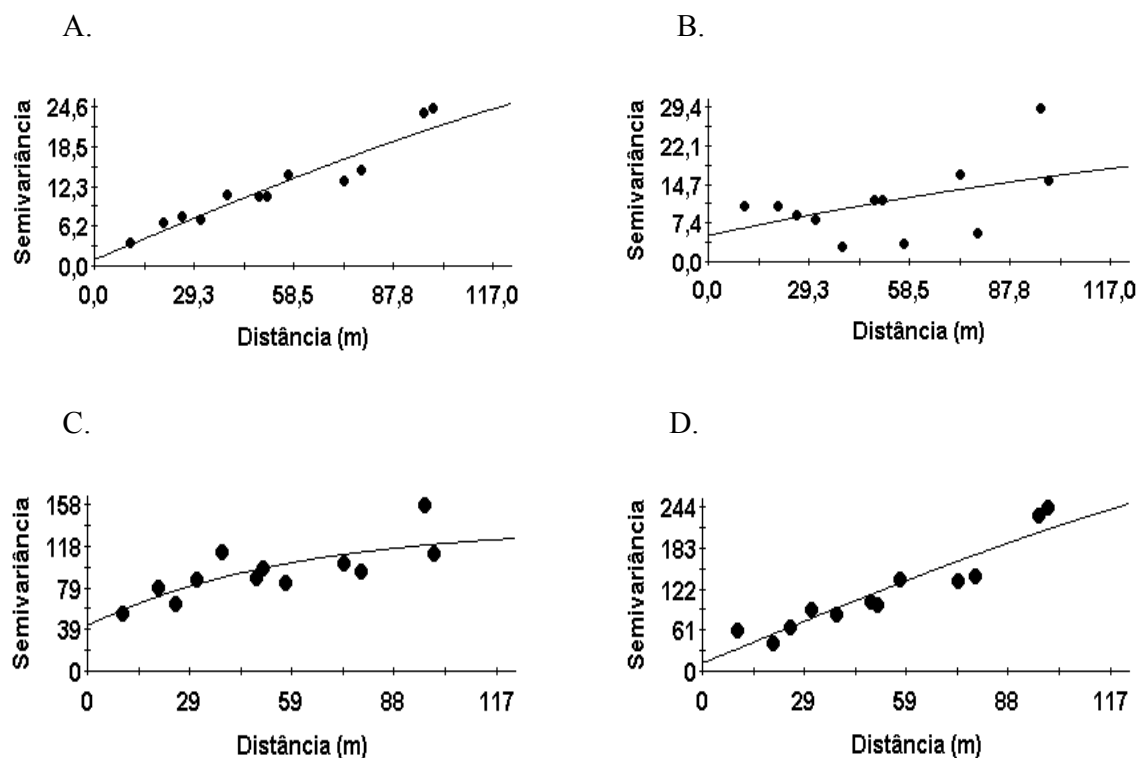 A.
B.
Semivariância
24,6
18,5
12,3
6,2
0,0
0,0 29,3 58,5 87,8 117,0
Distância (m)
Semivariância
29,4
22,1
14,7
7,4
0,0
0,0 29,3 58,5 87,8 117,0
Distância (m)
C.
D.
Semivariância
158
118
79
39
0
0 29 59 88 117
Distância (m)
Semivariância
244
183
122
61
0
0 29 59 88 117
Distância (m)